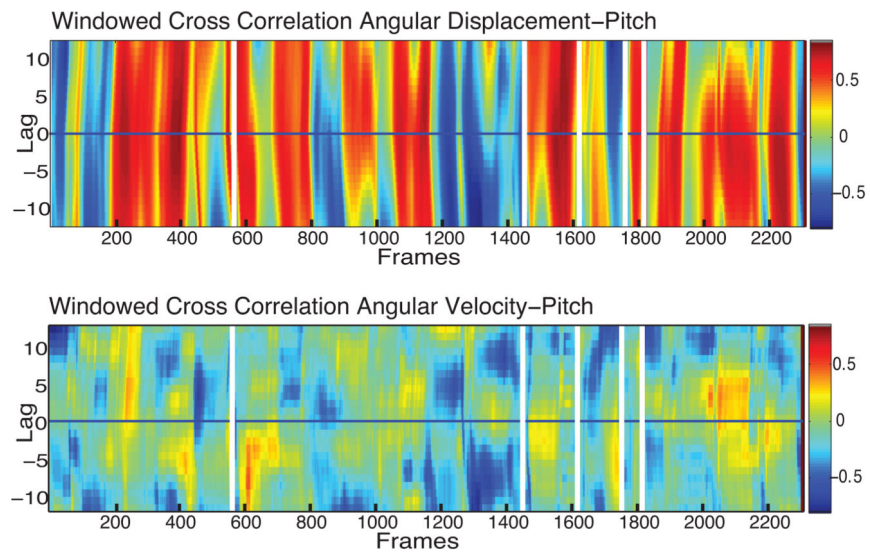 Windowed Cross Correlation Angular Displacement-Pitch
10
5
0
-5
-10
Lag
200 400 600 800 1000 1200 1400 1600 1800 2000 2200
Frames
0.5
0
-0.5
Windowed Cross Correlation Angular Velocity-Pitch
10
5
0
-5
-10
Lag
200 400 600 800 1000 1200 1400 1600 1800 2000 2200
Frames
0.5
0
-0.5